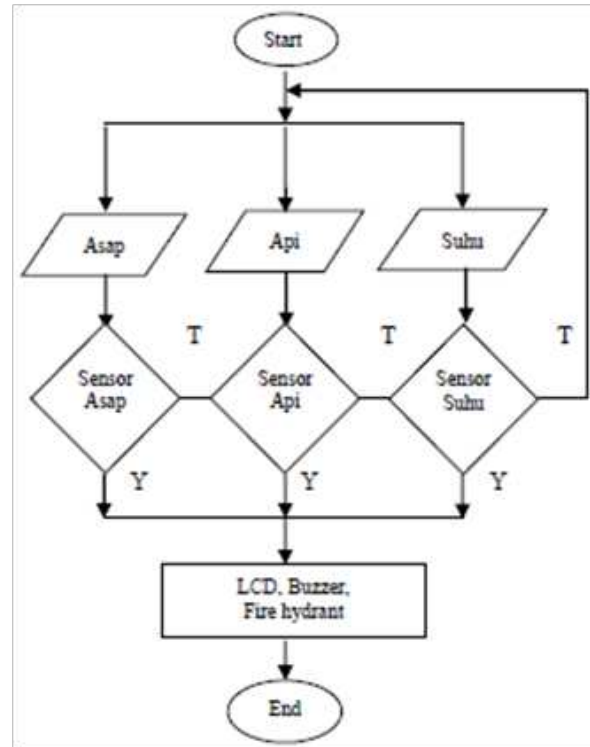 Start
Asap
Api
Suhu
T
T
T
Sensor
Asap
Sensor
Api
Sensor
Suhu
Y
Y
Y
LCD, Buzzer,
Fire hydrant
End